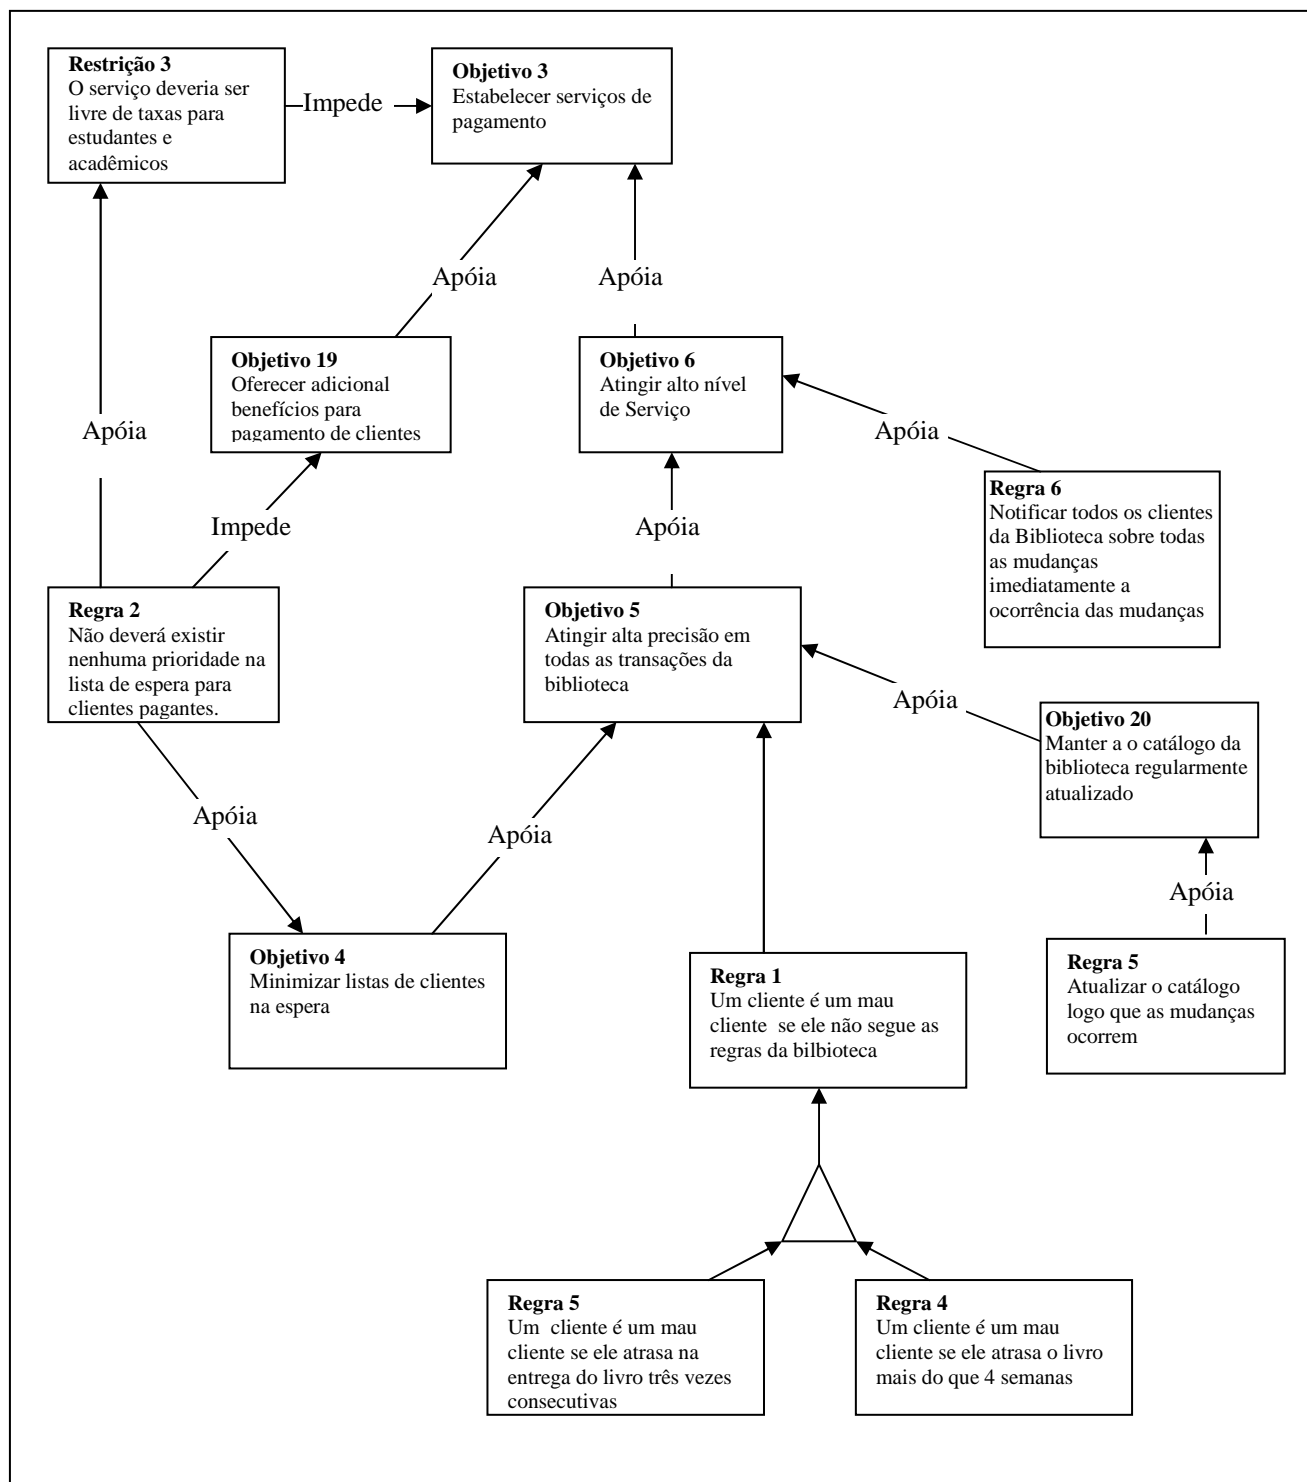 Restrição 3
O serviço deveria ser
livre de taxas para
estudantes e
acadêmicos
Impede
Objetivo 3
Estabelecer serviços de
pagamento
Apóia
Apóia
Objetivo 19
Oferecer adicional
benefícios para
pagamento de clientes
Objetivo 6
Atingir alto nível
de Serviço
Apóia
Apóia
Regra 6
Notificar todos os clientes
da Biblioteca sobre todas
as mudanças
imediatamente a
ocorrência das mudanças
Impede
Apóia
Regra 2
Não deverá existir
nenhuma prioridade na
lista de espera para
clientes pagantes.
Objetivo 5
Atingir alta precisão em
todas as transações da
biblioteca
Apóia
Objetivo 20
Manter a o catálogo da
biblioteca regularmente
atualizado
Apóia
Apóia
Apóia
Objetivo 4
Minimizar listas de clientes
na espera
Regra 1
Um cliente é um mau
cliente  se ele não segue as
regras da bilbioteca
Regra 5
Atualizar o catálogo
logo que as mudanças
ocorrem
Regra 5
Um  cliente é um mau
cliente se ele atrasa na
entrega do livro três vezes
consecutivas
Regra 4
Um cliente é um mau
cliente se ele atrasa o livro
mais do que 4 semanas